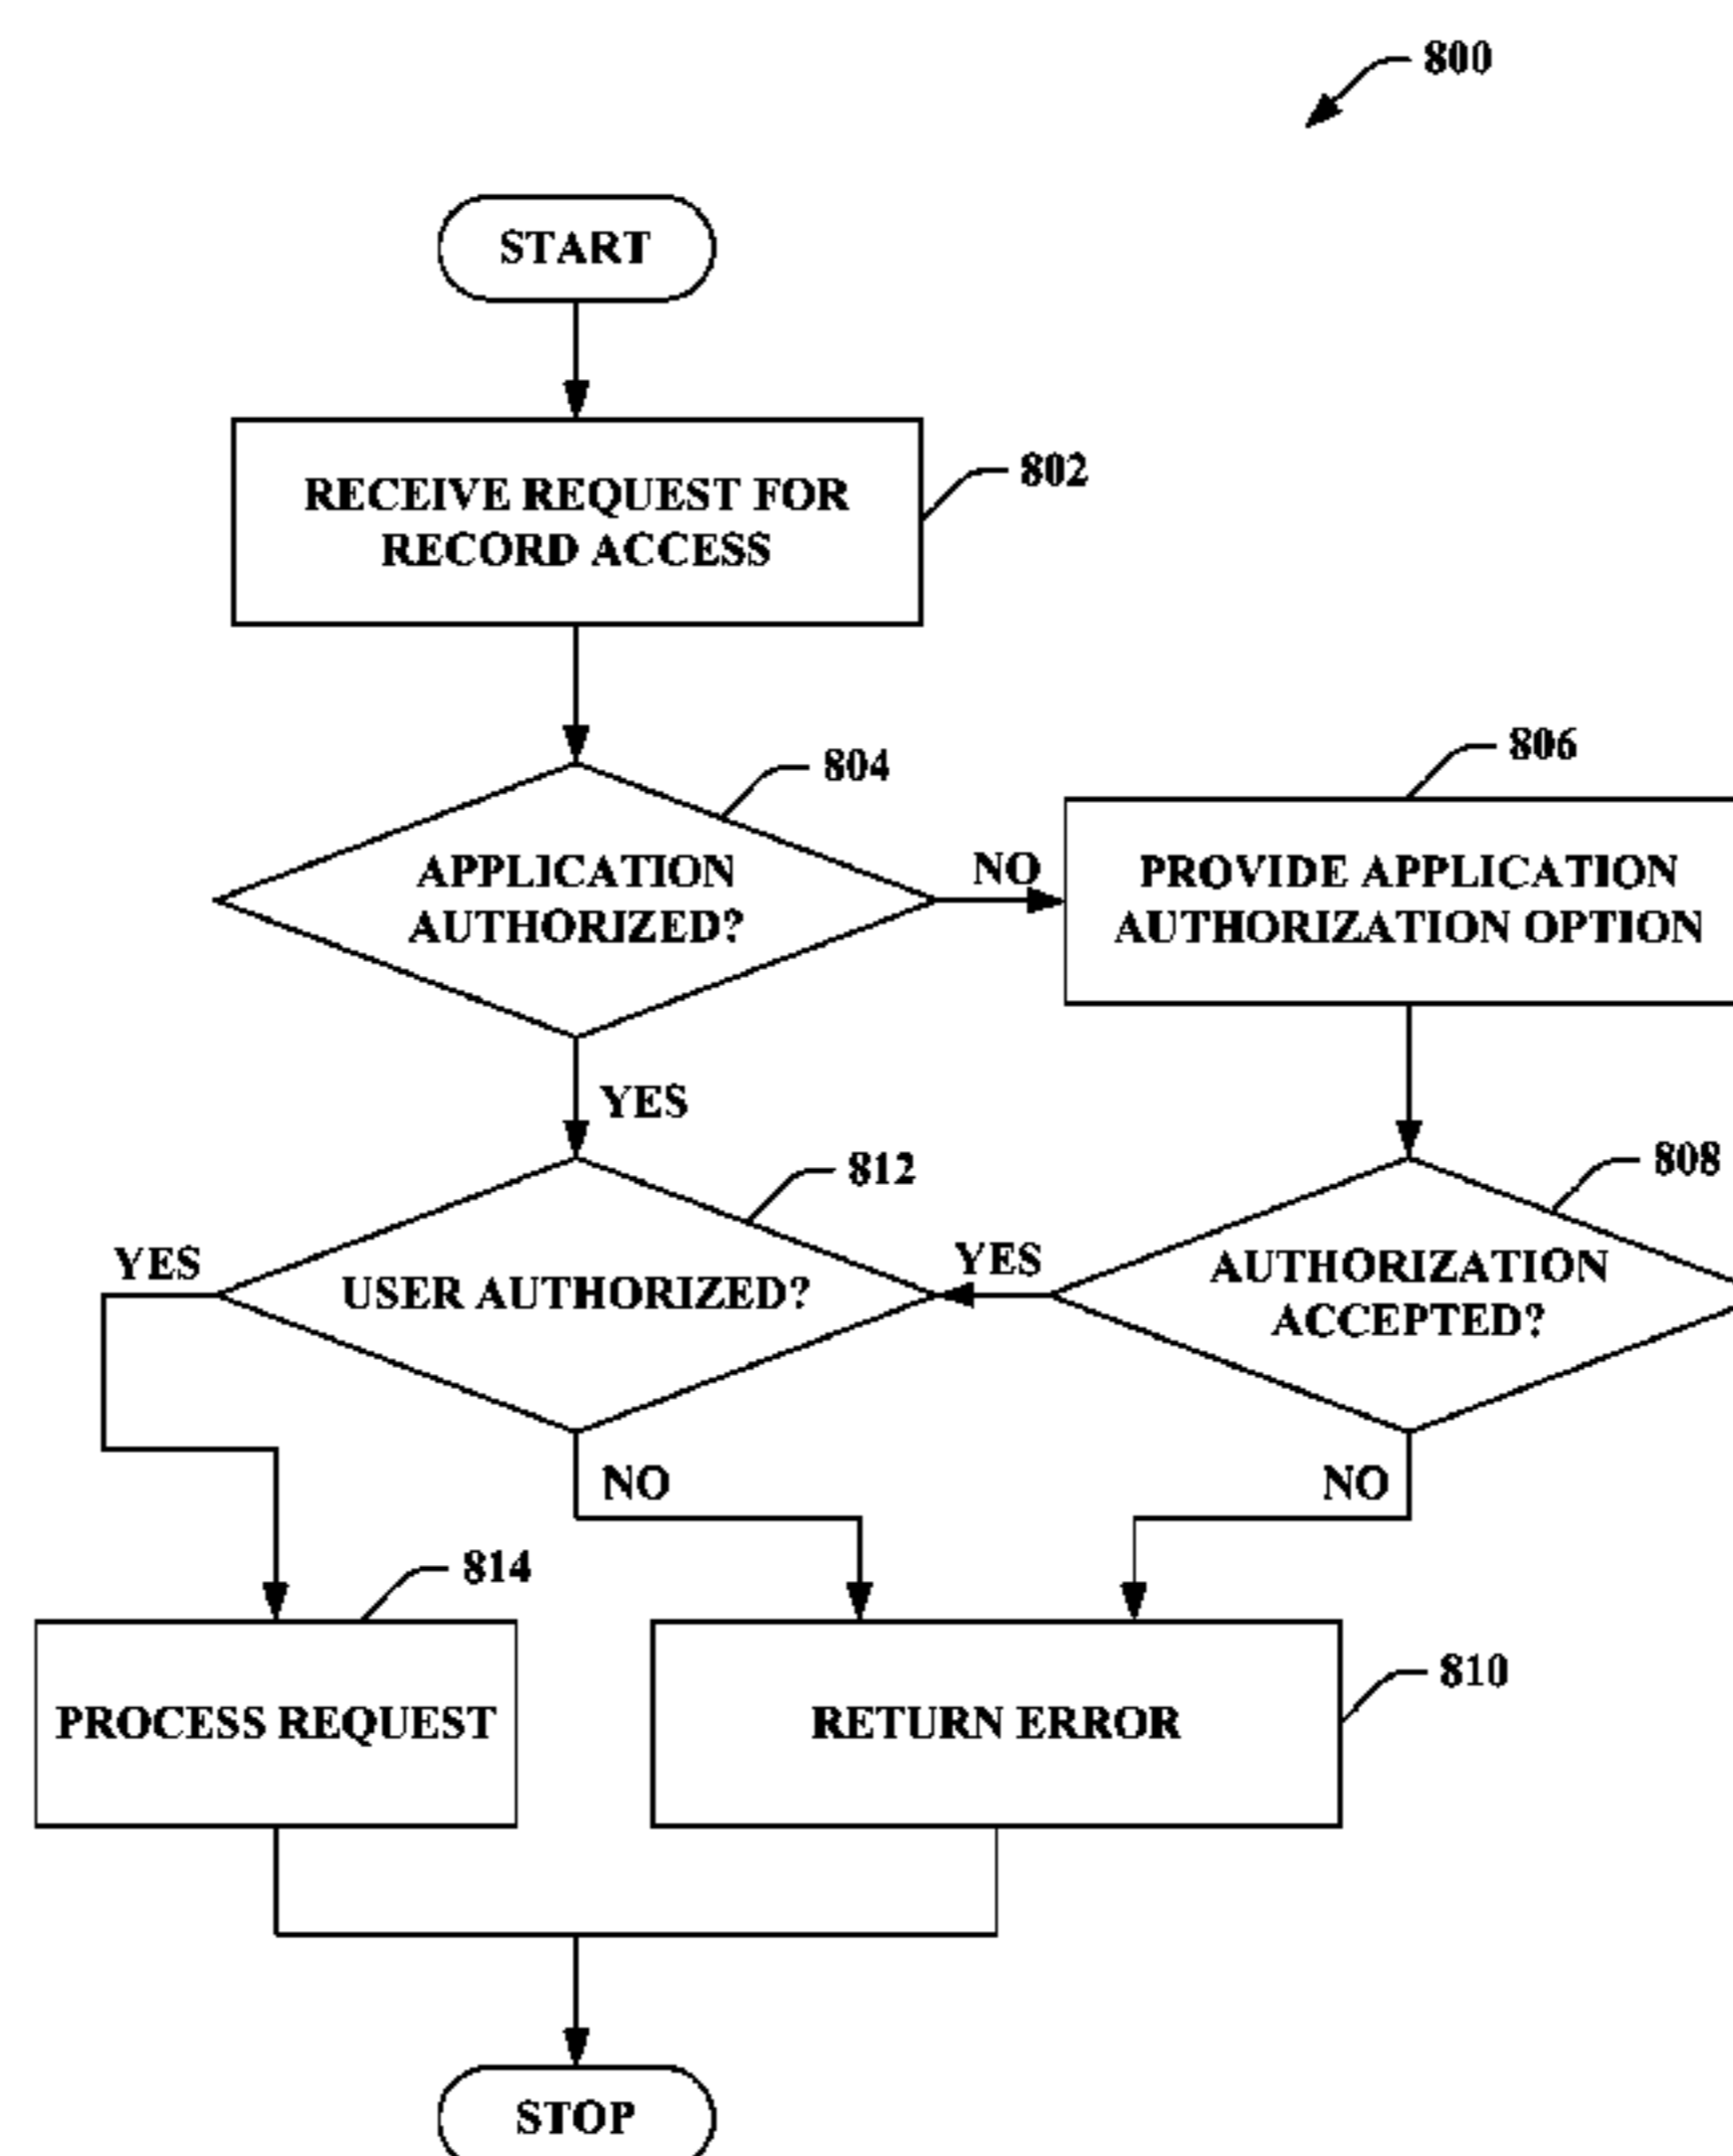 800
START
RECEIVE REQUEST FOR
RECORD ACCESS
802
804
APPLICATION
AUTHORIZED?
NO
806
PROVIDE APPLICATION
AUTHORIZATION OPTION
YES
812
808
YES
USER AUTHORIZED?
YES
AUTHORIZATION
ACCEPTED?
NO
NO
814
PROCESS REQUEST
RETURN ERROR
810
STOP